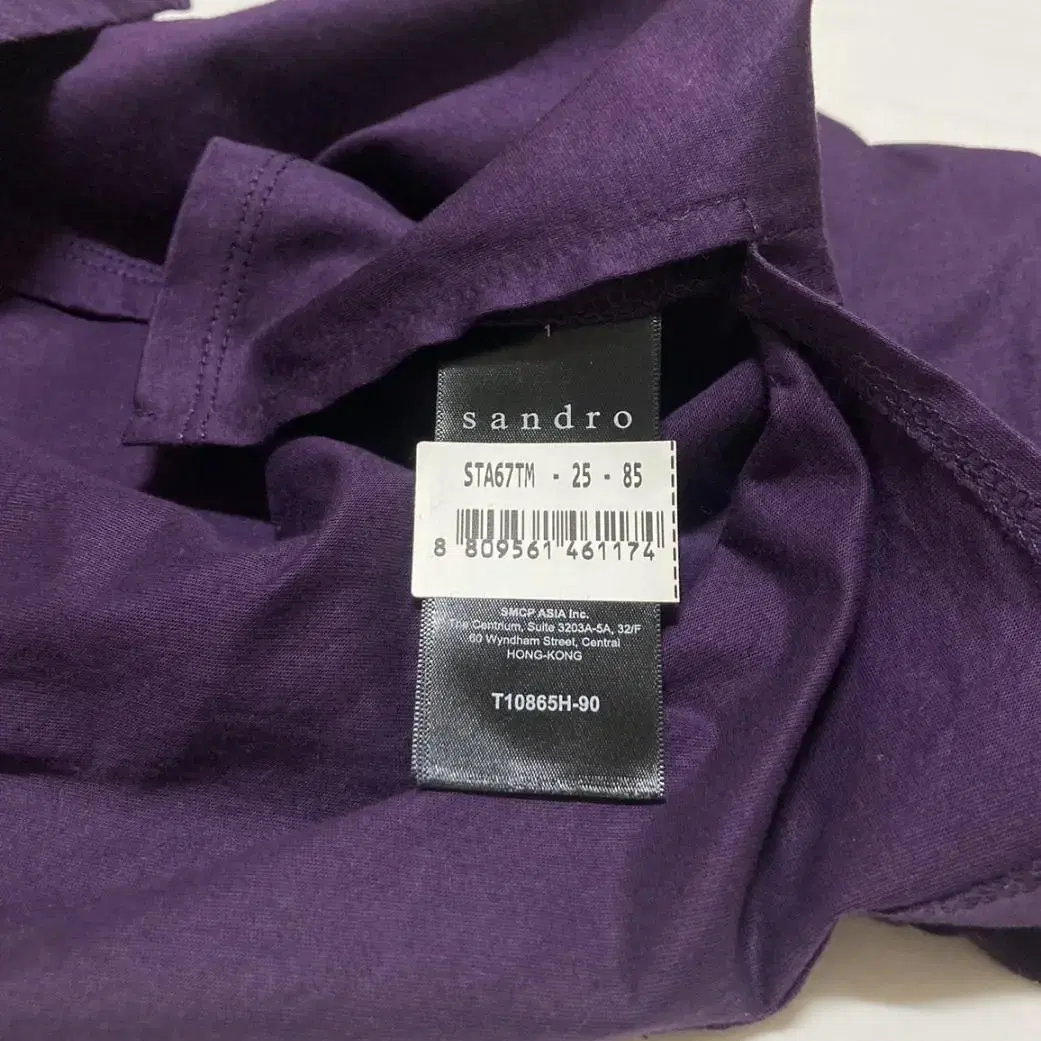 1
sandro
STA67TM - 25 - 85
8 809561 461174
SMCP ASIA Inc.
The Centrium, Suite 3203A-5A, 32/F
60 Wyndham Street, Central
HONG-KONG
T10865H-90